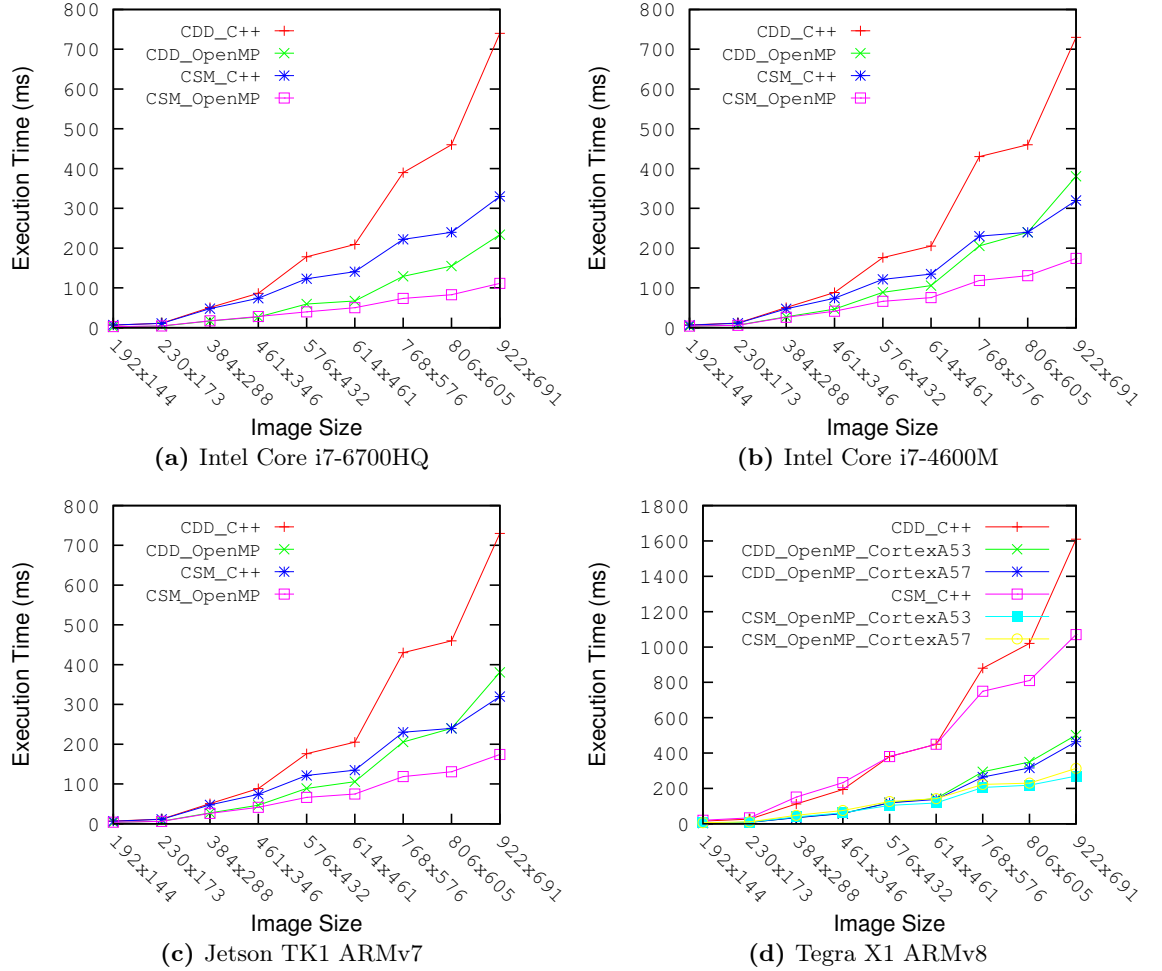 Execution Time (ms)
800
700
600
500
400
300
200
100
0
CDD_C++
CDD_OpenMP
CSM_C++
CSM_OpenMP
192x144
230x173
384x288
461x346
576x432
614x461
768x576
806x605
922x691
Image Size
(a) Intel Core i7-6700HQ
Execution Time (ms)
800
700
600
500
400
300
200
100
0
CDD_C++
CDD_OpenMP
CSM_C++
CSM_OpenMP
192x144
230x173
384x288
461x346
576x432
614x461
768x576
806x605
922x691
Image Size
(b) Intel Core i7-4600M
Execution Time (ms)
800
700
600
500
400
300
200
100
0
CDD_C++
CDD_OpenMP
CSM_C++
CSM_OpenMP
192x144
230x173
384x288
461x346
576x432
614x461
768x576
806x605
922x691
Image Size
(c) Jetson TK1 ARMv7
Execution Time (ms)
1800
1600
1400
1200
1000
800
600
400
200
0
CDD_C++
CDD_OpenMP_CortexA53
CDD_OpenMP_CortexA57
CSM_C++
CSM_OpenMP_CortexA53
CSM_OpenMP_CortexA57
192x144
230x173
384x288
461x346
576x432
614x461
768x576
806x605
922x691
Image Size
(d) Tegra X1 ARMv8